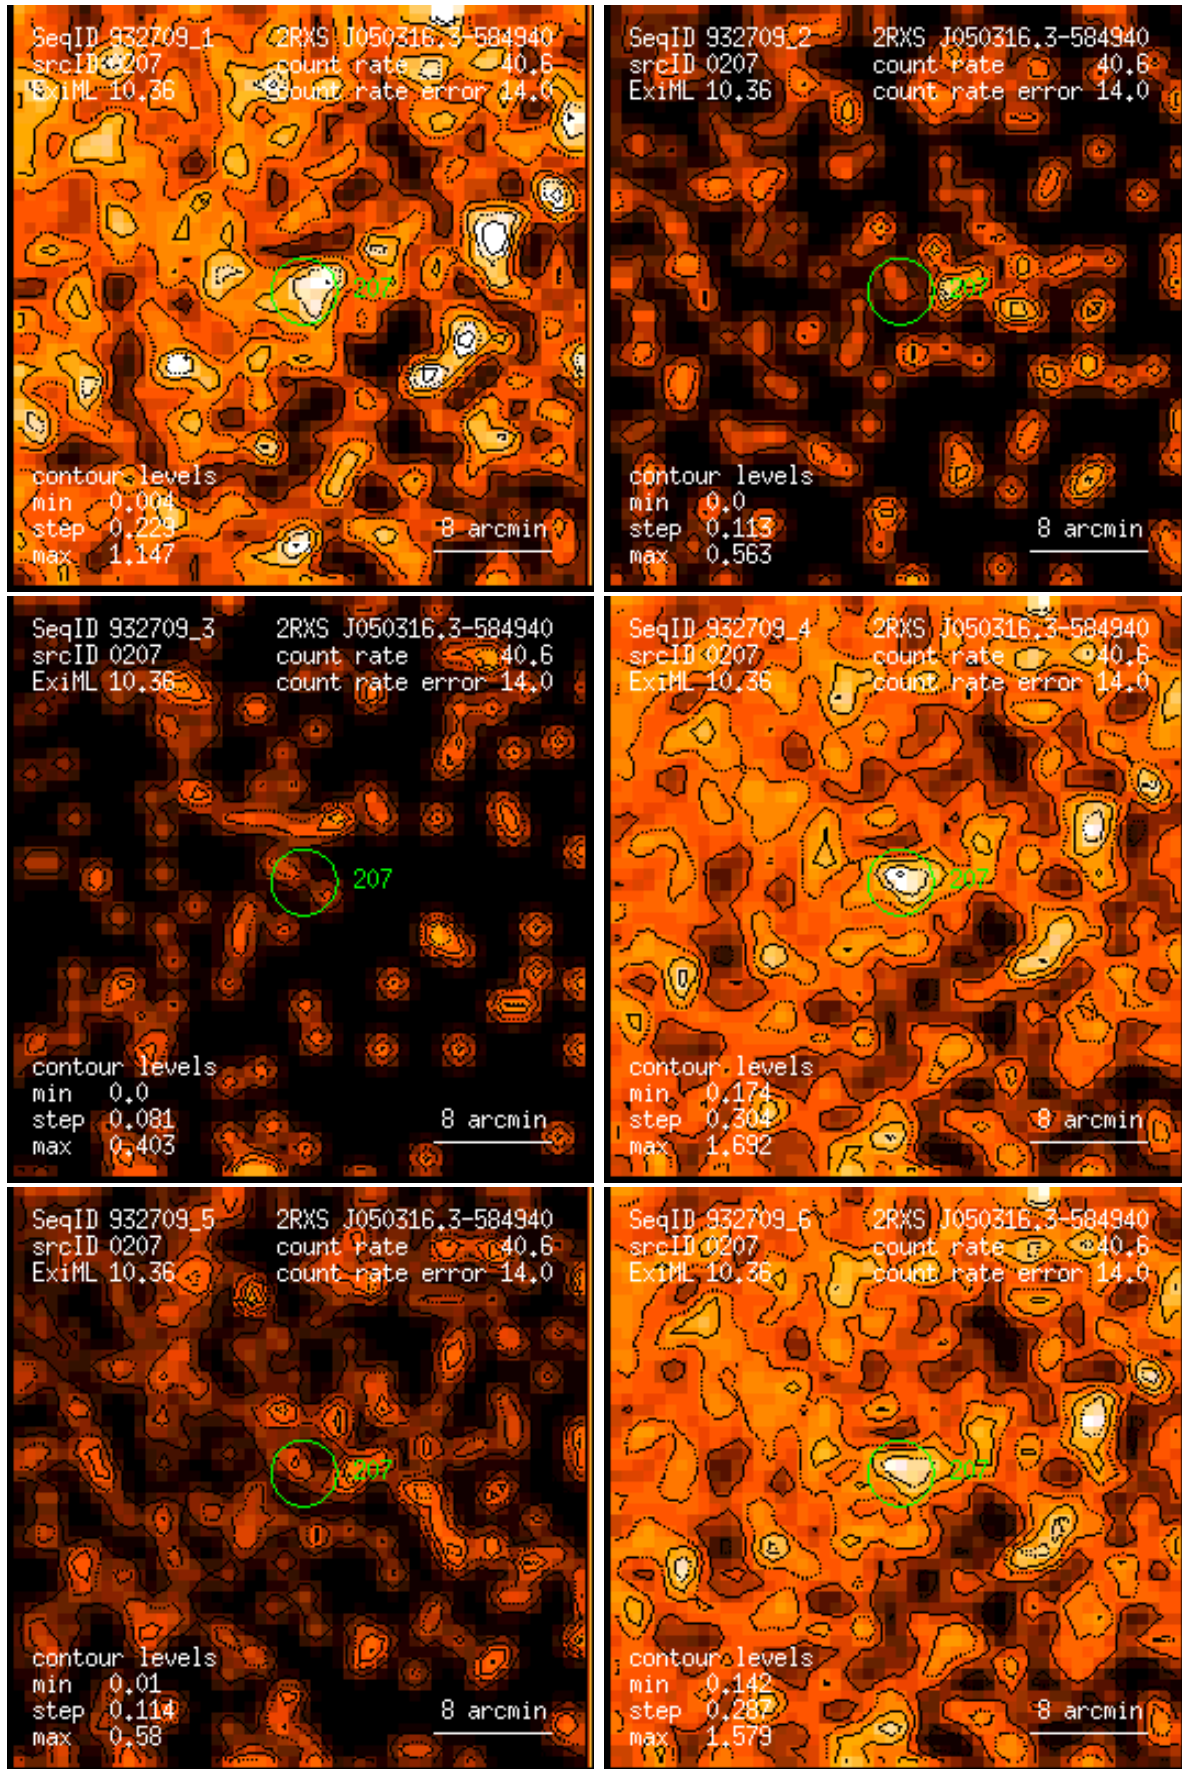 SeqID 932709_1 2RXS J050316.3-584940
srcID 0207 count rate 40.6
ExiML 10.36 count rate error 14.0
207
contour levels
min 0.004
step 0.229 8 arcmin
max 1.147
SeqID 932709_2 2RXS J050316.3-584940
srcID 0207 count rate 40.6
ExiML 10.36 count rate error 14.0
207
contour levels
min 0.0
step 0.113 8 arcmin
max 0.563
SeqID 932709_3 2RXS J050316.3-584940
srcID 0207 count rate 40.6
ExiML 10.36 count rate error 14.0
207
contour levels
min 0.0
step 0.081 8 arcmin
max 0.403
SeqID 932709_4 2RXS J050316.3-584940
srcID 0207 count rate 40.6
ExiML 10.36 count rate error 14.0
207
contour levels
min 0.174
step 0.304 8 arcmin
max 1.692
SeqID 932709_5 2RXS J050316.3-584940
srcID 0207 count rate 40.6
ExiML 10.36 count rate error 14.0
207
contour levels
min 0.01
step 0.114 8 arcmin
max 0.58
SeqID 932709_6 2RXS J050316.3-584940
srcID 0207 count rate 40.6
ExiML 10.36 count rate error 14.0
207
contour levels
min 0.142
step 0.287 8 arcmin
max 1.579